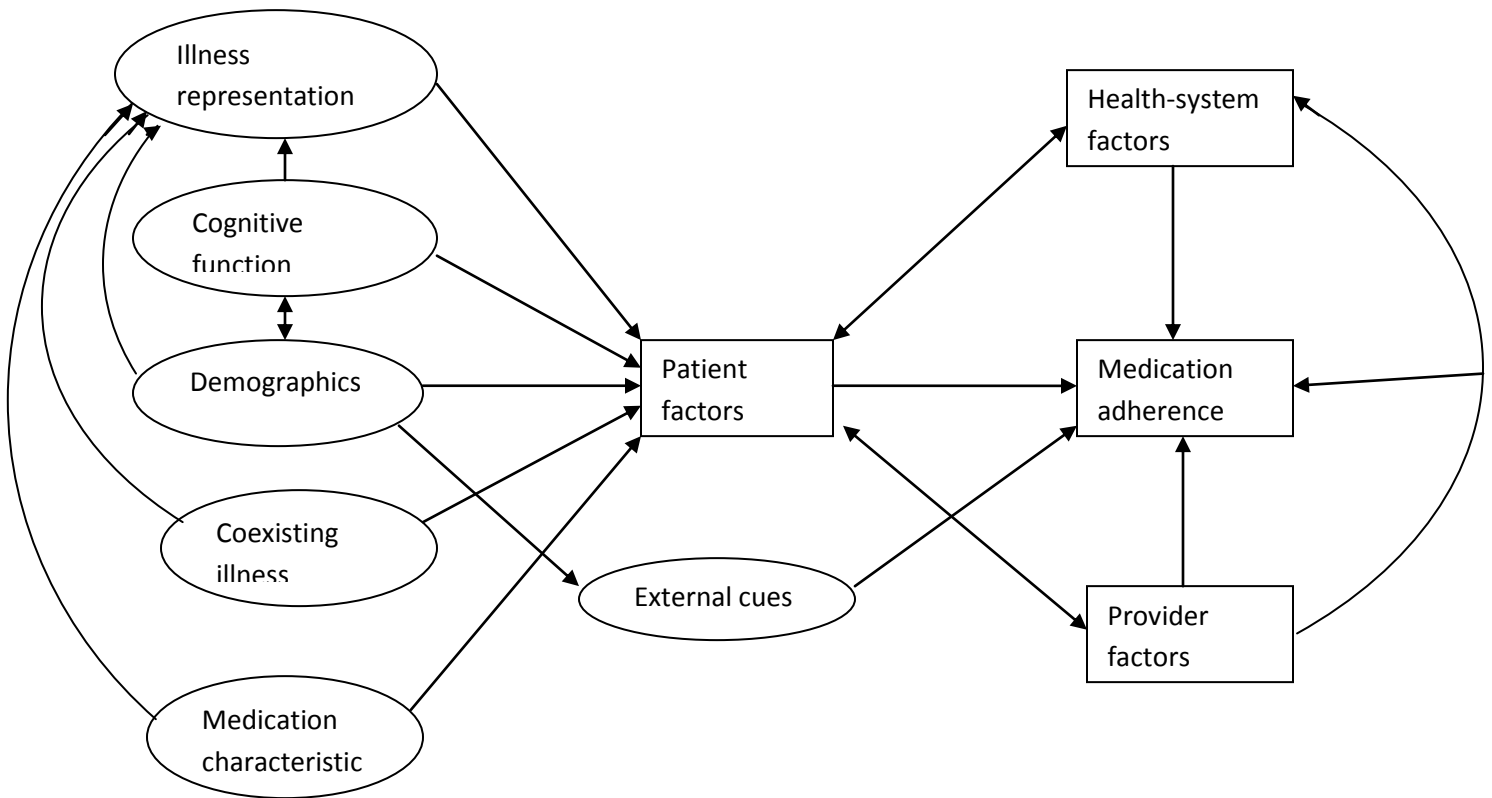 Illness
representation
Health-system
factors
Cognitive
function
Demographics
Patient
factors
Medication
adherence
Coexisting
illness
External cues
Provider
factors
Medication
characteristic